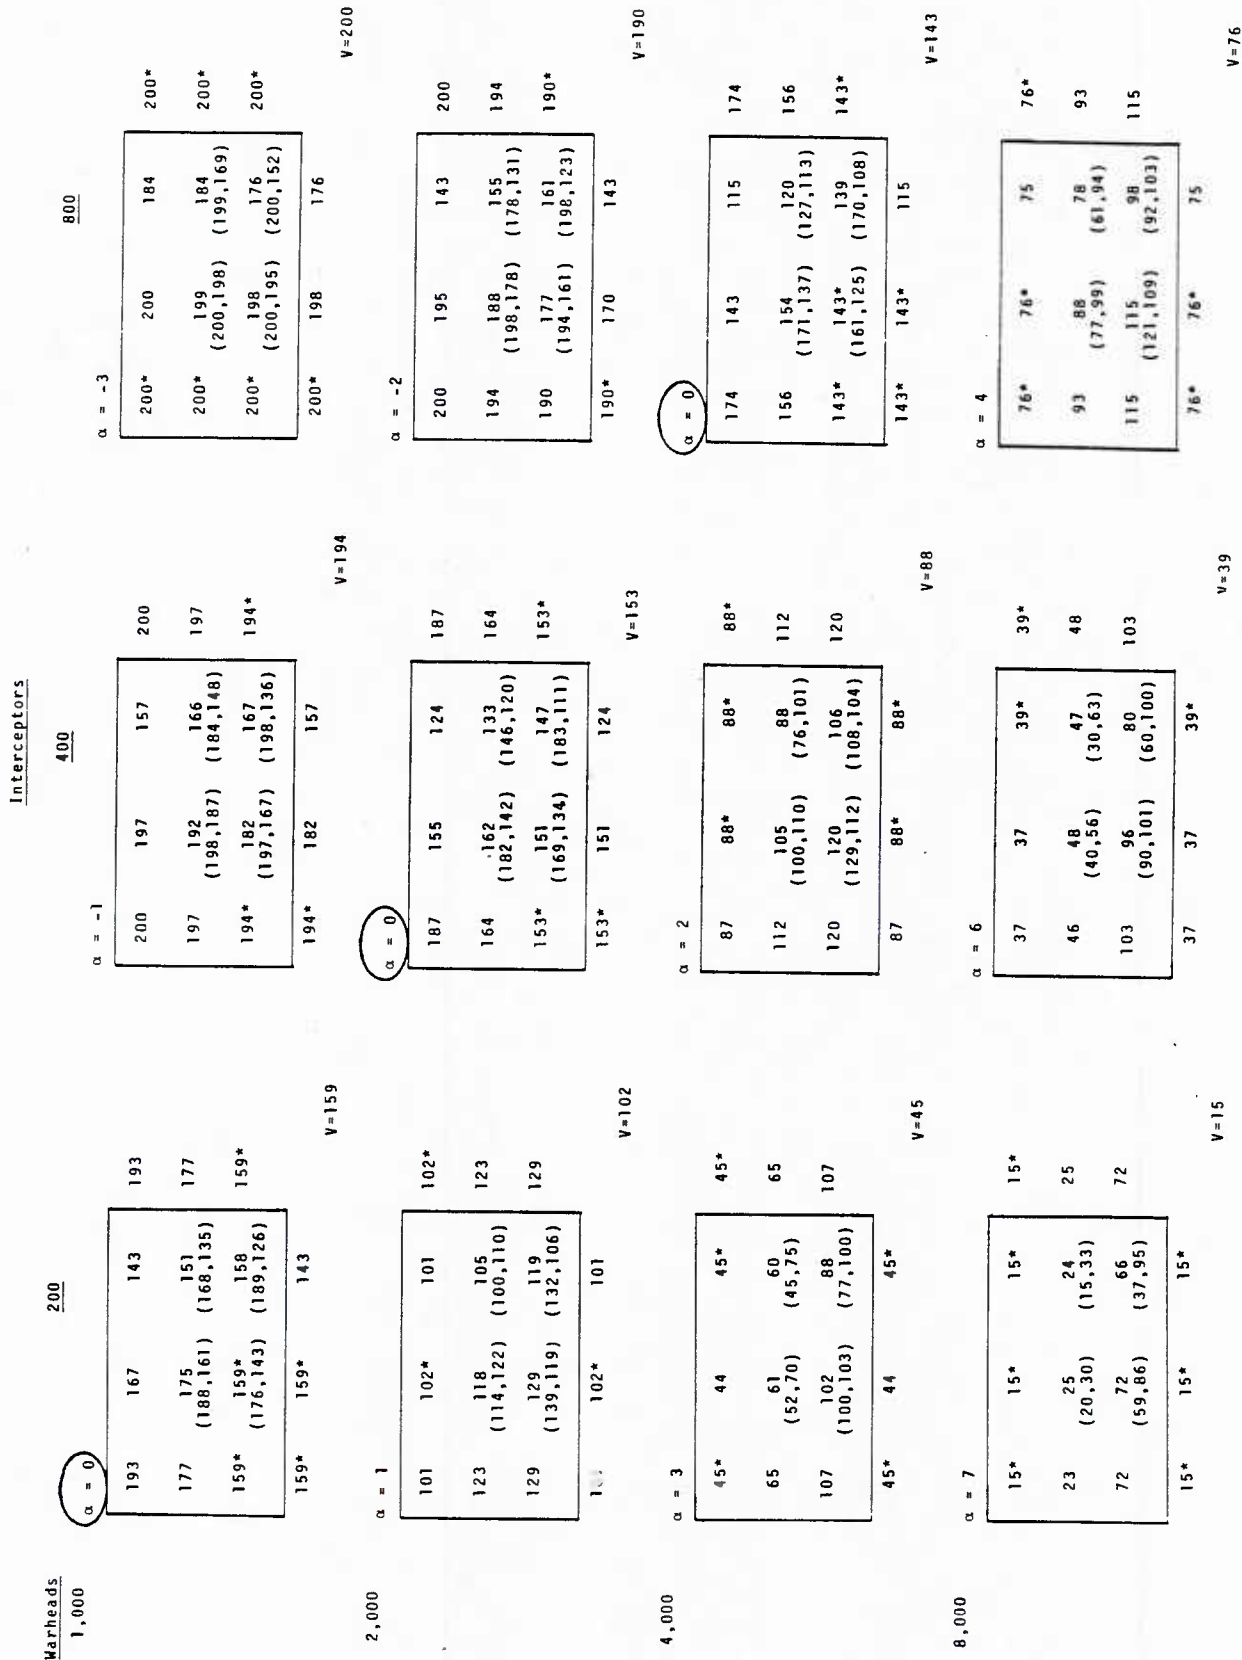 Interceptors
Warheads 200 400 800
1,000 α = 0 α = -1 α = -3
193 167 143 193 200 197 157 200 200* 200 184 200*
177 175 151 177 197 192 166 197 200* 199 184 200*
(188,161) (168,135) (198,187) (184,148) (200,198) (199,169)
159* 159* 158 159* 194* 182 167 194* 200* 198 176 200*
(176,143) (189,126) (197,167) (198,136) (200,195) (200,152)
159* 159* 143 194* 182 157 200* 198 176
V=159 V=194 V=200
2,000 α = 1 α = 0 α = -2
101 102* 101 102* 187 155 124 187 200 195 143 200
123 118 105 123 164 162 133 164 194 188 155 194
(114,122) (100,110) (182,142) (146,120) (198,178) (178,131)
129 129 119 129 153* 151 147 153* 190 177 161 190*
(139,119) (132,106) (169,134) (183,111) (194,161) (198,123)
102* 101 153* 151 124 190* 170 143
V=102 V=153 V=190
4,000 α = 3 α = 2 α = 0
45* 44 45* 45* 87 88* 88* 88* 174 143 115 174
65 61 60 65 112 105 88 112 156 154 120 156
(52,70) (45,75) (100,110) (76,101) (171,137) (127,113)
107 102 88 107 120 120 106 120 143* 143* 139 143*
(100,103) (77,100) (129,112) (108,104) (161,125) (170,108)
45* 44 45* 87 88* 88* 143* 143* 115
V=45 V=88 V=143
8,000 α = 7 α = 6 α = 4
15* 15* 15* 15* 37 37 39* 39* 76* 76* 75 76*
23 25 24 25 46 48 47 48 93 88 78 93
(20,30) (15,33) (40,56) (30,63) (77,99) (61,94)
72 72 66 72 103 96 80 103 115 115 98 115
(59,86) (37,95) (90,101) (60,100) (121,109) (92,103)
15* 15* 15* 37 37 39* 76* 76* 75
V=15 V=39 V=76